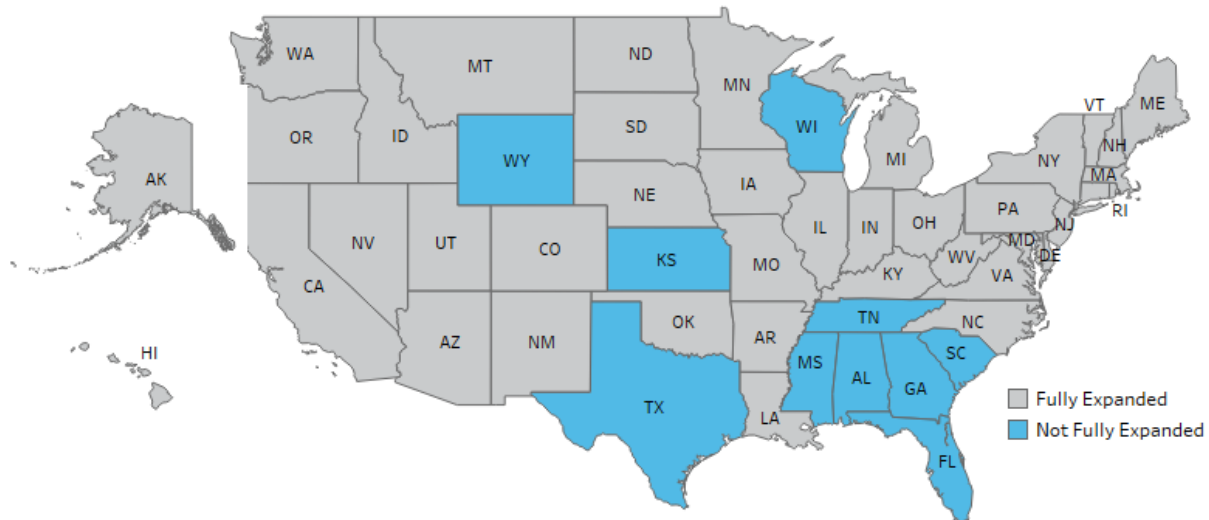 WA
MT
ND
MN
VT
ME
OR
ID
SD
WI
NH
WY
MI
NY
MA
AK
NE
IA
PA
RI
NV
UT
CO
IL
IN
OH
NJ
MD
KS
MO
WV
DE
CA
KY
VA
AZ
NM
OK
TN
NC
HI
AR
MS
AL
GA
SC
TX
LA
FL
Fully Expanded
Not Fully Expanded